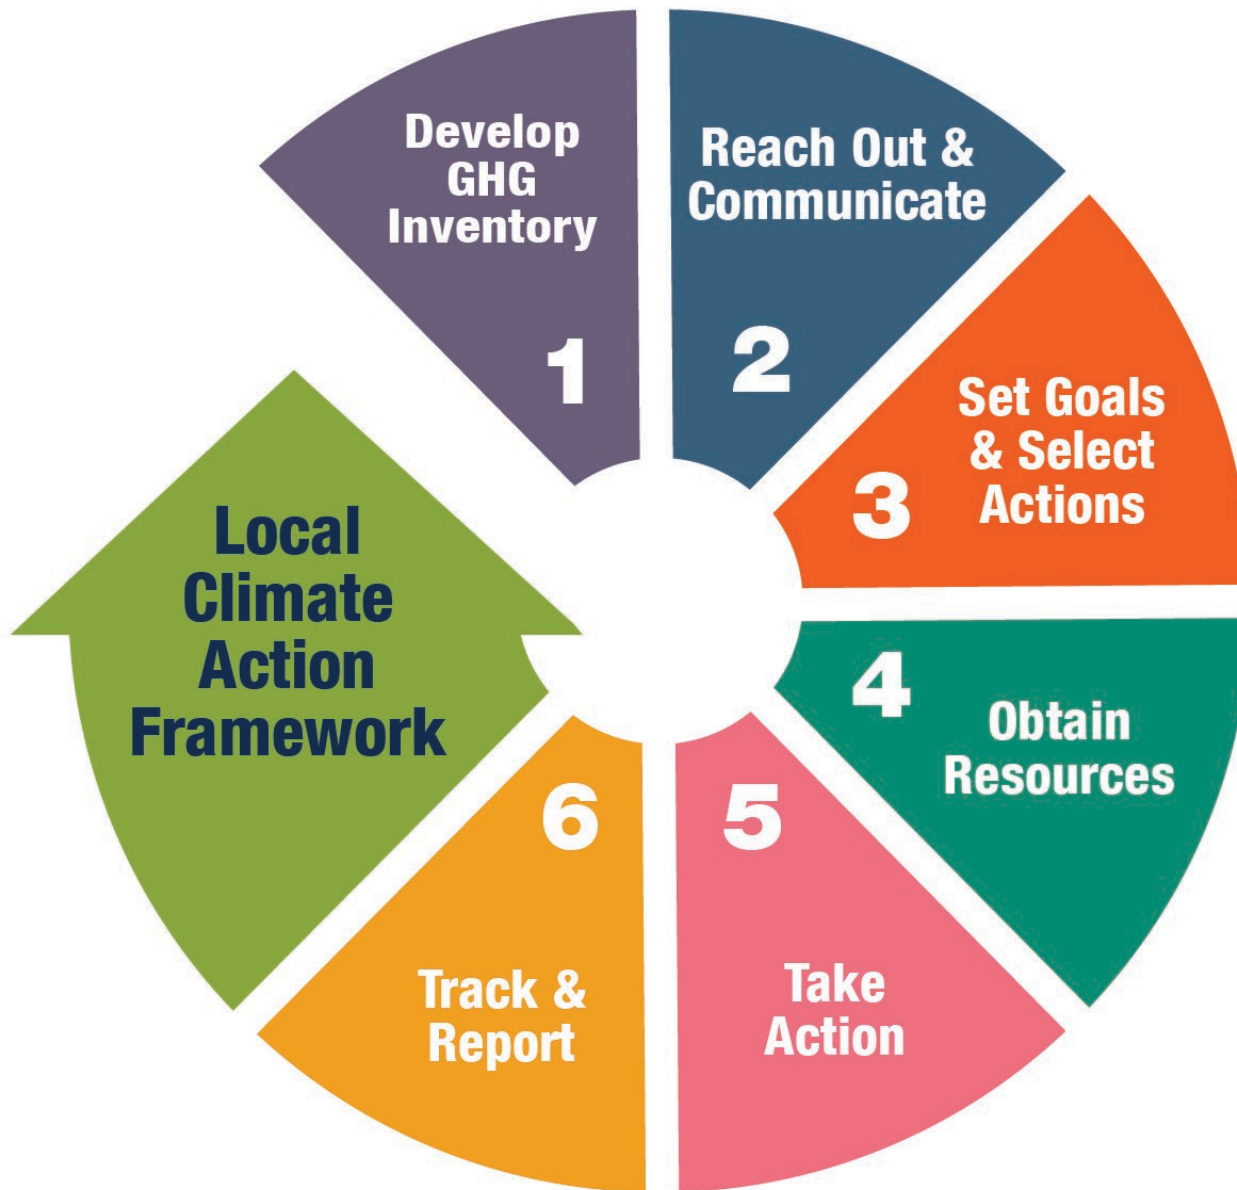 Develop
GHG
Inventory
1
Reach Out &
Communicate
2
Set Goals
& Select
Actions
3
4
Obtain
Resources
5
Take
Action
6
Track &
Report
Local
Climate
Action
Framework